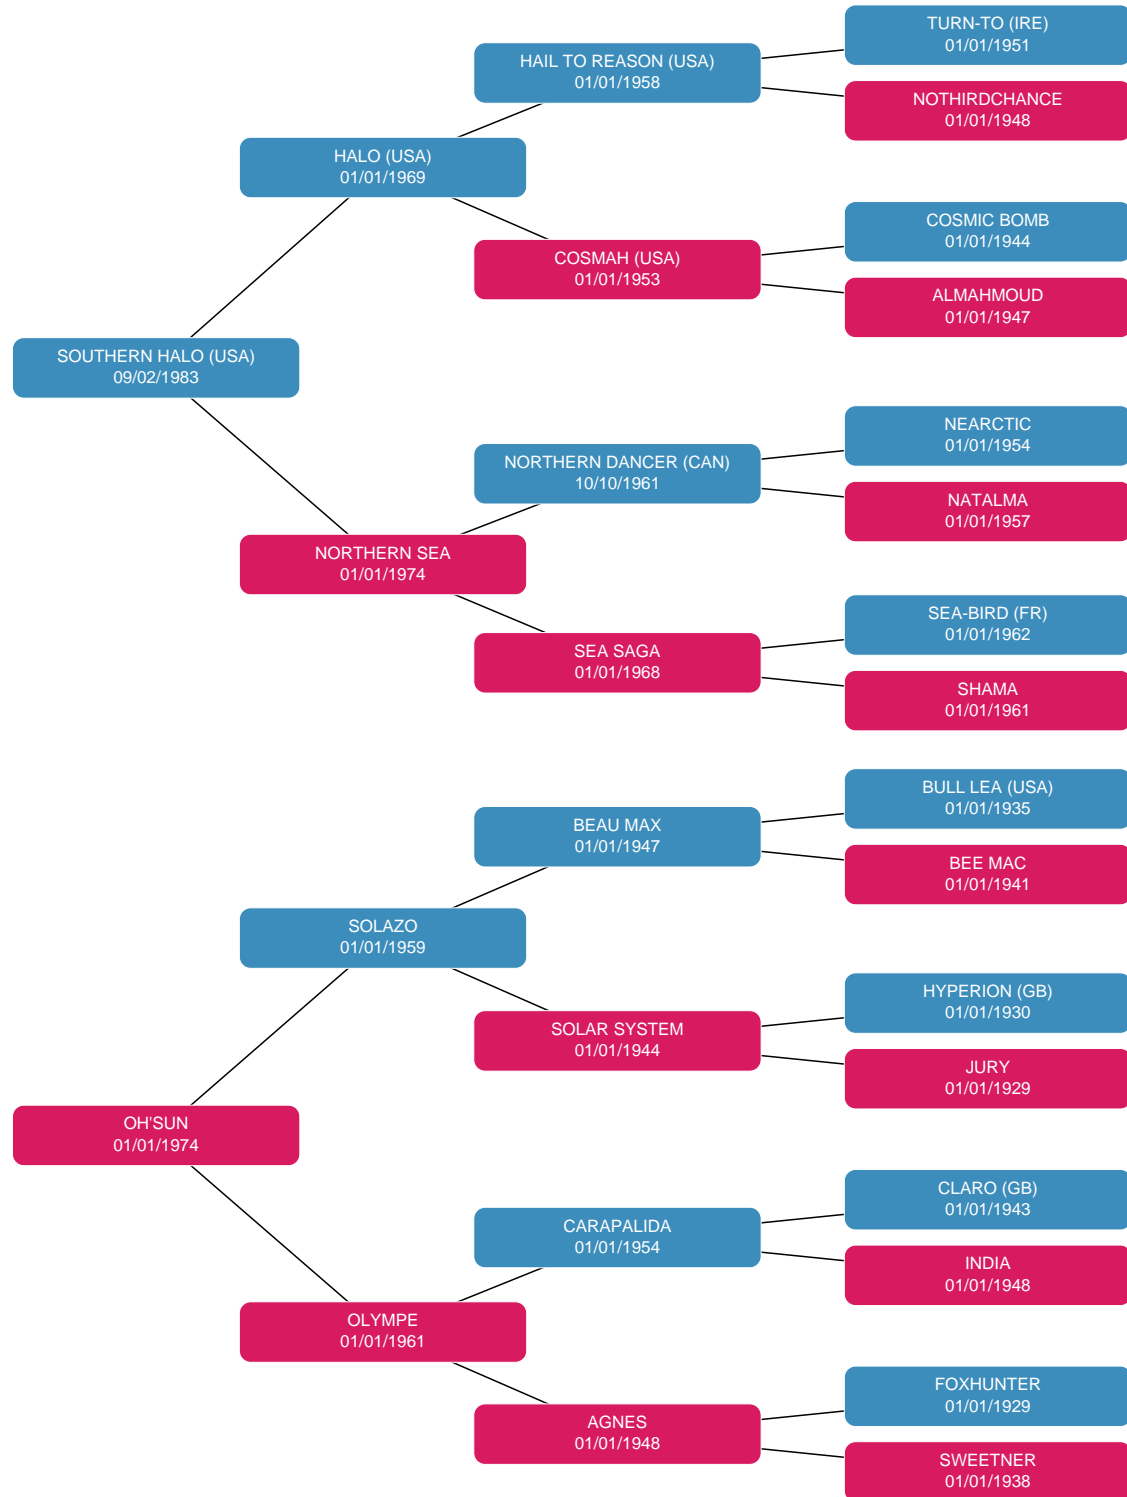 TURN-TO (IRE)
01/01/1951
HAIL TO REASON (USA)
01/01/1958
NOTHIRDCHANCE
01/01/1948
HALO (USA)
01/01/1969
COSMIC BOMB
01/01/1944
COSMAH (USA)
01/01/1953
ALMAHMOUD
01/01/1947
SOUTHERN HALO (USA)
09/02/1983
NEARCTIC
01/01/1954
NORTHERN DANCER (CAN)
10/10/1961
NATALMA
01/01/1957
NORTHERN SEA
01/01/1974
SEA-BIRD (FR)
01/01/1962
SEA SAGA
01/01/1968
SHAMA
01/01/1961
BULL LEA (USA)
01/01/1935
BEAU MAX
01/01/1947
BEE MAC
01/01/1941
SOLAZO
01/01/1959
HYPERION (GB)
01/01/1930
SOLAR SYSTEM
01/01/1944
JURY
01/01/1929
OH'SUN
01/01/1974
CLARO (GB)
01/01/1943
CARAPALIDA
01/01/1954
INDIA
01/01/1948
OLYMPE
01/01/1961
FOXHUNTER
01/01/1929
AGNES
01/01/1948
SWEETNER
01/01/1938